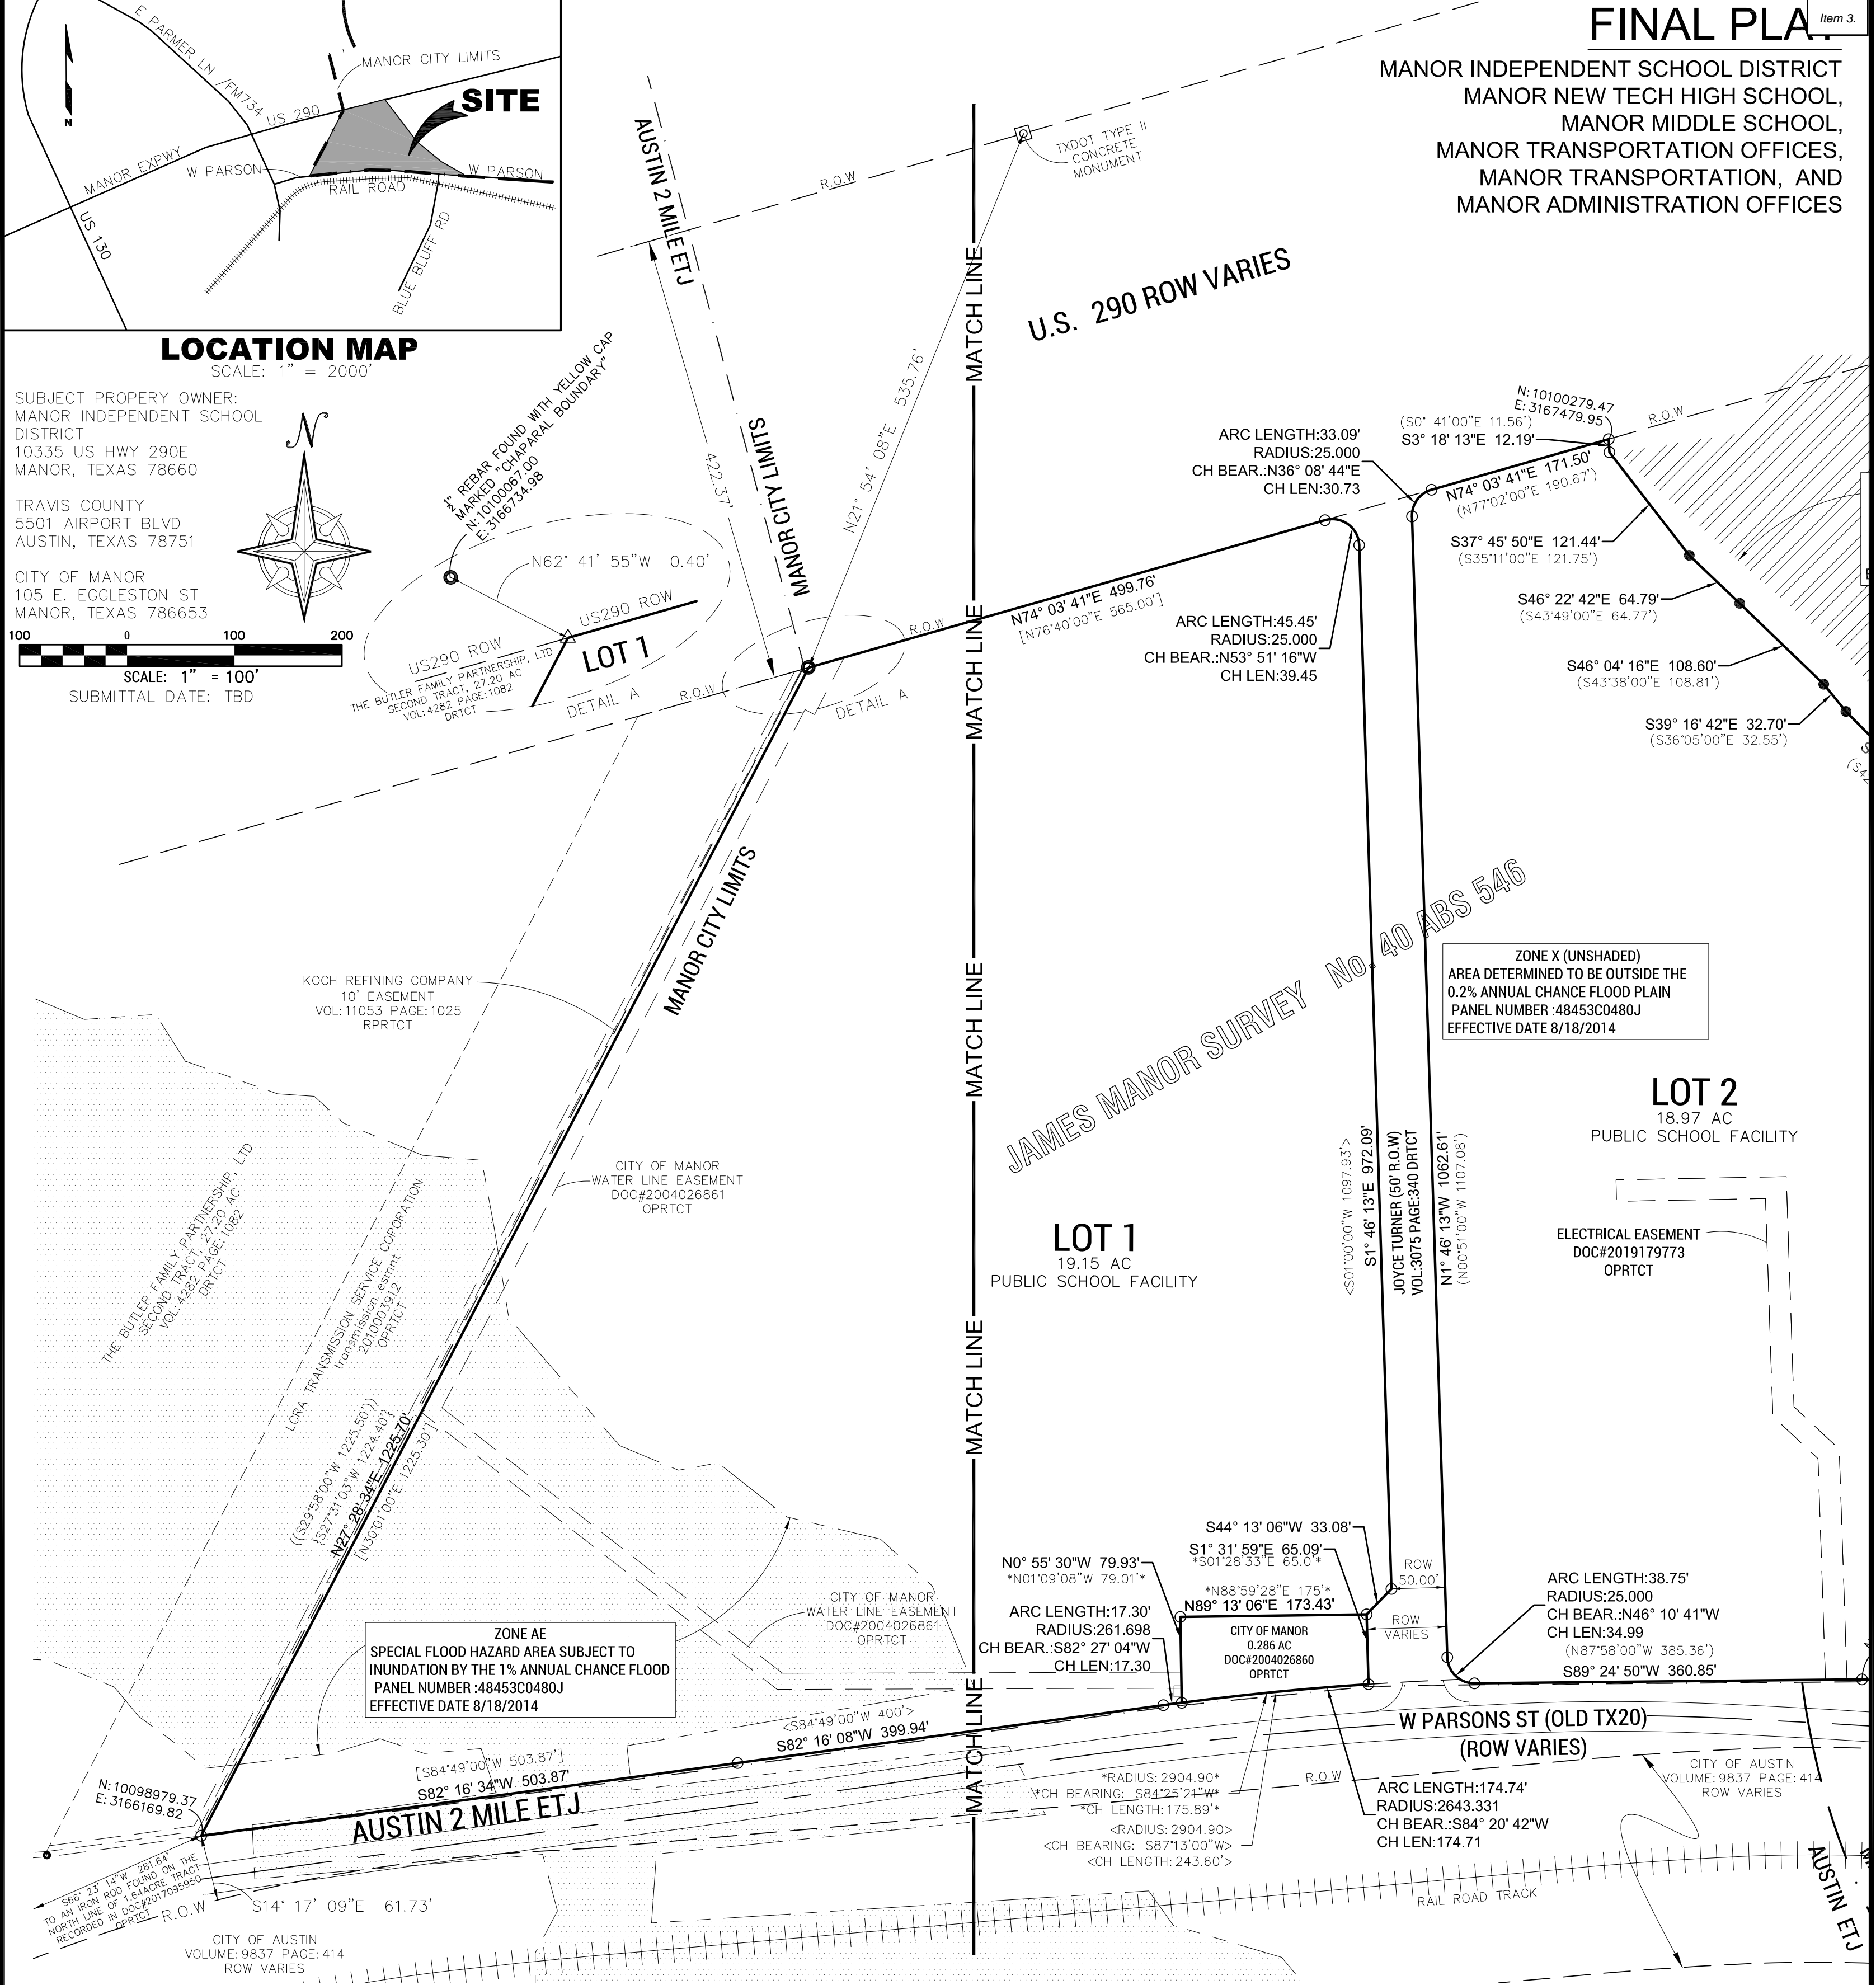 Item 3.
FINAL PLA
MANOR INDEPENDENT SCHOOL DISTRICT
MANOR NEW TECH HIGH SCHOOL,
MANOR MIDDLE SCHOOL,
MANOR TRANSPORTATION OFFICES,
MANOR TRANSPORTATION, AND
MANOR ADMINISTRATION OFFICES
E PARMER LN /FM734
MANOR CITY LIMITS
SITE
US 290
N
MANOR EXPWY
W PARSON
W PARSON
RAIL ROAD
US 130
BLUE BLUFF RD
LOCATION MAP
SCALE: 1" = 2000'
SUBJECT PROPERY OWNER:
MANOR INDEPENDENT SCHOOL
DISTRICT
10335 US HWY 290E
MANOR, TEXAS 78660
TRAVIS COUNTY
5501 AIRPORT BLVD
AUSTIN, TEXAS 78751
CITY OF MANOR
105 E. EGGLESTON ST
MANOR, TEXAS 786653
N
100 0 100 200
SCALE: 1" = 100'
SUBMITTAL DATE: TBD
1/2" REBAR FOUND WITH YELLOW CAP
MARKED "CHAPARAL BOUNDARY"
N:10100067.00
E:3166734.98
N62° 41' 55"W 0.40'
US290 ROW
US290 ROW
LOT 1
THE BUTLER FAMILY PARTNERSHIP, LTD
SECOND TRACT, 27.20 AC
VOL: 4282 PAGE:1082
DRTCT
DETAIL A
R.O.W
DETAIL A
AUSTIN 2 MILE ETJ
MANOR CITY LIMITS
422.37'
N21° 54' 08"E 535.76'
R.O.W
TXDOT TYPE II
CONCRETE
MONUMENT
MATCH LINE
U.S. 290 ROW VARIES
R.O.W
N74° 03' 41"E 499.76'
[N76°40'00"E 565.00']
MATCH LINE
ARC LENGTH:33.09'
RADIUS:25.000
CH BEAR.:N36° 08' 44"E
CH LEN:30.73
ARC LENGTH:45.45'
RADIUS:25.000
CH BEAR.:N53° 51' 16"W
CH LEN:39.45
N:10100279.47
E:3167479.95
(S0° 41'00"E 11.56')
S3° 18' 13"E 12.19'
R.O.W
N74° 03' 41"E 171.50'
(N77°02'00"E 190.67')
S37° 45' 50"E 121.44'
(S35°11'00"E 121.75')
S46° 22' 42"E 64.79'
(S43°49'00"E 64.77')
S46° 04' 16"E 108.60'
(S43°38'00"E 108.81')
S39° 16' 42"E 32.70'
(S36°05'00"E 32.55')
MANOR CITY LIMITS
KOCH REFINING COMPANY
10' EASEMENT
VOL:11053 PAGE:1025
RPRTCT
MATCH LINE
JAMES MANOR SURVEY No. 40 ABS 546
ZONE X (UNSHADED)
AREA DETERMINED TO BE OUTSIDE THE
0.2% ANNUAL CHANCE FLOOD PLAIN
PANEL NUMBER :48453C0480J
EFFECTIVE DATE 8/18/2014
LOT 2
18.97 AC
PUBLIC SCHOOL FACILITY
CITY OF MANOR
WATER LINE EASEMENT
DOC#2004026861
OPRTCT
THE BUTLER FAMILY PARTNERSHIP, LTD
SECOND TRACT, 27.20 AC
VOL: 4282 PAGE:1082
DRTCT
LCRA TRANSMISSION SERVICE COPORATION
transmission esmnt
2010003912
OPRTCT
LOT 1
19.15 AC
PUBLIC SCHOOL FACILITY
<S01°00'00"W 1097.93'>
S1° 46' 13"E 972.09'
JOYCE TURNER (50' R.O.W)
VOL:3075 PAGE:340 DRTCT
N1° 46' 13"W 1062.61'
(N00°51'00"W 1107.08')
ELECTRICAL EASEMENT
DOC#2019179773
OPRTCT
MATCH LINE
((S29°58'00"W 1225.50'))
{S27°31'03"W 1224.40'}
N27° 28' 34"E 1225.70'
[N30°01'00"E 1225.30']
S44° 13' 06"W 33.08'
S1° 31' 59"E 65.09'
*S01°28'33"E 65.0'*
N0° 55' 30"W 79.93'
*N01°09'08"W 79.01'*
*N88°59'28"E 175'*
N89° 13' 06"E 173.43'
ROW
50.00'
ROW
VARIES
ARC LENGTH:17.30'
RADIUS:261.698
CH BEAR.:S82° 27' 04"W
CH LEN:17.30
CITY OF MANOR
0.286 AC
DOC#2004026860
OPRTCT
ARC LENGTH:38.75'
RADIUS:25.000
CH BEAR.:N46° 10' 41"W
CH LEN:34.99
(N87°58'00"W 385.36')
S89° 24' 50"W 360.85'
CITY OF MANOR
WATER LINE EASEMENT
DOC#2004026861
OPRTCT
ZONE AE
SPECIAL FLOOD HAZARD AREA SUBJECT TO
INUNDATION BY THE 1% ANNUAL CHANCE FLOOD
PANEL NUMBER :48453C0480J
EFFECTIVE DATE 8/18/2014
MATCH LINE
<S84°49'00"W 400'>
S82° 16' 08"W 399.94'
[S84°49'00"W 503.87']
S82° 16' 34"W 503.87'
AUSTIN 2 MILE ETJ
N:10098979.37
E:3166169.82
W PARSONS ST (OLD TX20)
(ROW VARIES)
R.O.W
CITY OF AUSTIN
VOLUME:9837 PAGE:414
ROW VARIES
*RADIUS:2904.90*
*CH BEARING: S84°25'21"W*
*CH LENGTH:175.89'*
<RADIUS:2904.90>
<CH BEARING: S87°13'00"W>
<CH LENGTH:243.60'>
ARC LENGTH:174.74'
RADIUS:2643.331
CH BEAR.:S84° 20' 42"W
CH LEN:174.71
S66° 23' 14"W 281.64'
TO AN IRON ROD FOUND ON THE
NORTH LINE OF 1.64ACRE TRACT
RECORDED IN DOC#2017095950
OPRTCT
R.O.W
S14° 17' 09"E 61.73'
CITY OF AUSTIN
VOLUME:9837 PAGE:414
ROW VARIES
RAIL ROAD TRACK
AUSTIN ETJ